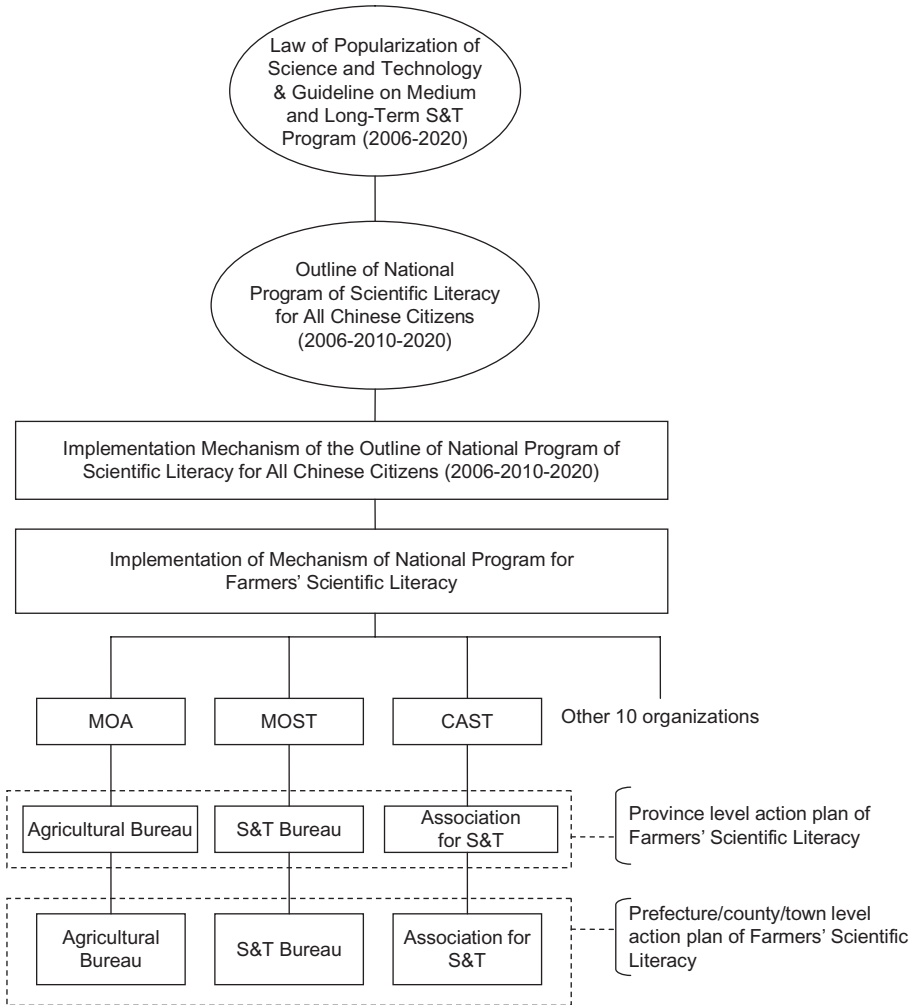 Law of Popularization of
Science and Technology
& Guideline on Medium
and Long-Term S&T
Program (2006-2020)
Outline of National
Program of Scientific Literacy
for All Chinese Citizens
(2006-2010-2020)
Implementation Mechanism of the Outline of National Program of
Scientific Literacy for All Chinese Citizens (2006-2010-2020)
Implementation of Mechanism of National Program for
Farmers’ Scientific Literacy
MOA
MOST
CAST
Other 10 organizations
Agricultural Bureau
S&T Bureau
Association
for S&T
Province level action plan of
Farmers’ Scientific Literacy
Agricultural
Bureau
S&T Bureau
Association for
S&T
Prefecture/county/town level
action plan of Farmers’ Scientific
Literacy